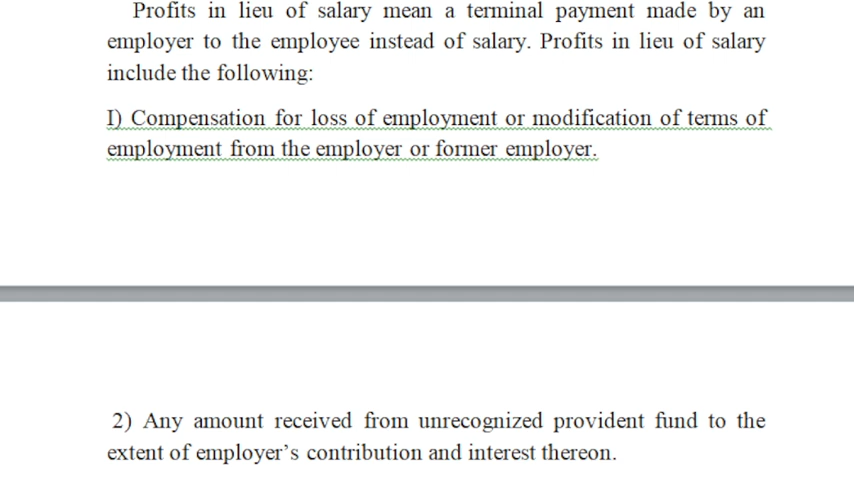 Profits in lieu of salary mean a terminal payment made by an
employer to the employee instead of salary. Profits in lieu of salary
include the following:
I) Compensation for loss of employment or modification of terms of
employment from the employer or former employer.
2) Any amount received from unrecognized provident fund to the
extent of employer’s contribution and interest thereon.